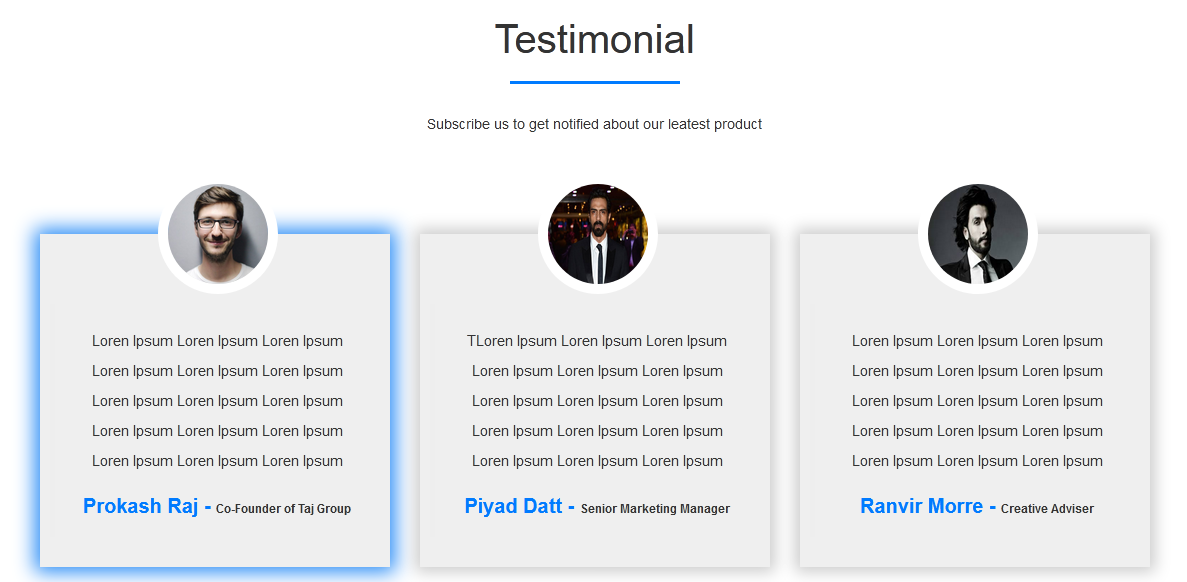 Testimonial
Subscribe us to get notified about our leatest product
Loren Ipsum Loren Ipsum Loren Ipsum
Loren Ipsum Loren Ipsum Loren Ipsum
Loren Ipsum Loren Ipsum Loren Ipsum
Loren Ipsum Loren Ipsum Loren Ipsum
Loren Ipsum Loren Ipsum Loren Ipsum
Prokash Raj - Co-Founder of Taj Group
TLoren Ipsum Loren Ipsum Loren Ipsum
Loren Ipsum Loren Ipsum Loren Ipsum
Loren Ipsum Loren Ipsum Loren Ipsum
Loren Ipsum Loren Ipsum Loren Ipsum
Loren Ipsum Loren Ipsum Loren Ipsum
Piyad Datt - Senior Marketing Manager
Loren Ipsum Loren Ipsum Loren Ipsum
Loren Ipsum Loren Ipsum Loren Ipsum
Loren Ipsum Loren Ipsum Loren Ipsum
Loren Ipsum Loren Ipsum Loren Ipsum
Loren Ipsum Loren Ipsum Loren Ipsum
Ranvir Morre - Creative Adviser